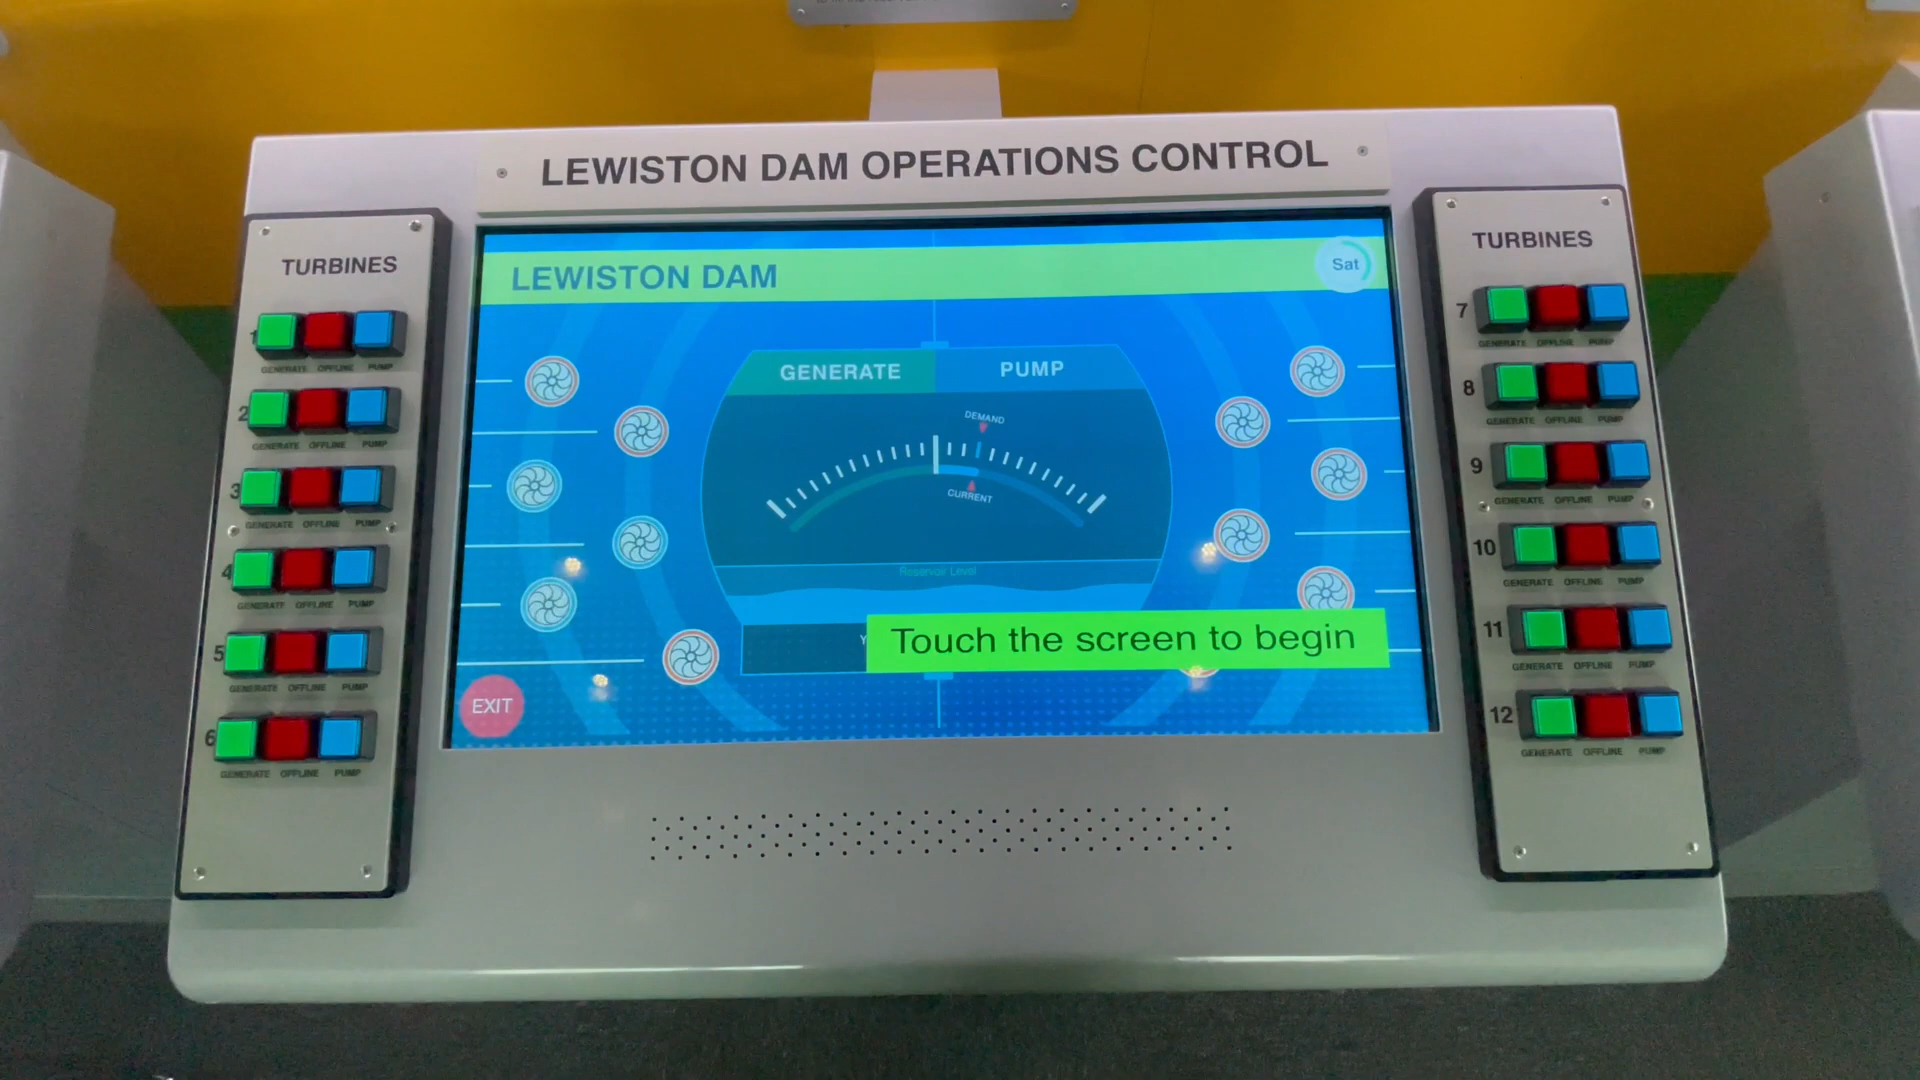 LEWISTON DAM OPERATIONS CONTROL
TURBINES
1
GENERATE OFFLINE PUMP
2
GENERATE OFFLINE PUMP
3
GENERATE OFFLINE PUMP
4
GENERATE OFFLINE PUMP
5
GENERATE OFFLINE PUMP
6
GENERATE OFFLINE PUMP
LEWISTON DAM
Sat
GENERATE PUMP
DEMAND
CURRENT
Reservoir Level
Touch the screen to begin
EXIT
TURBINES
7
GENERATE OFFLINE PUMP
8
GENERATE OFFLINE PUMP
9
GENERATE OFFLINE PUMP
10
GENERATE OFFLINE PUMP
11
GENERATE OFFLINE PUMP
12
GENERATE OFFLINE PUMP